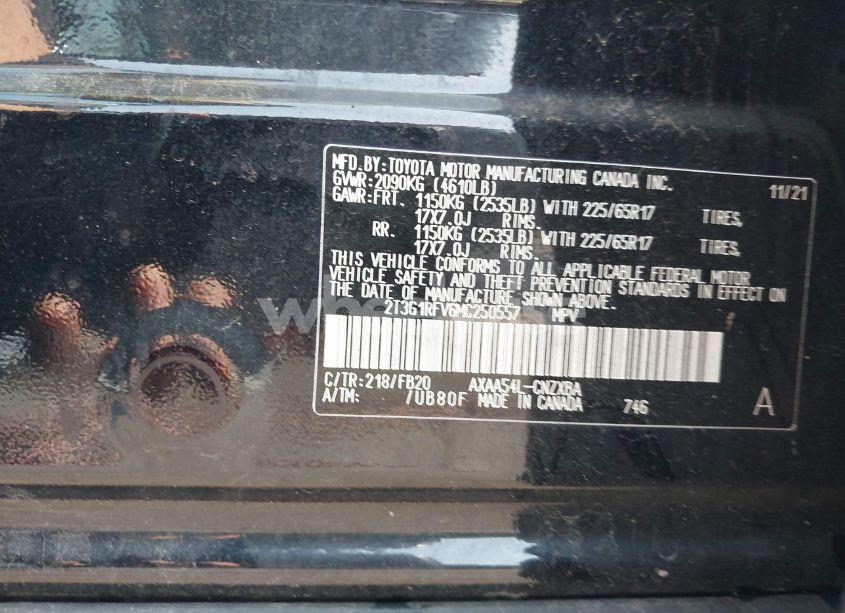 MFD.BY:TOYOTA MOTOR MANUFACTURING CANADA INC. 11/21
GVWR:2090KG (4610LB)
GAWR:FRT. 1150KG (2535LB) WITH 225/65R17 TIRES,
17X7.0J RIMS.
RR. 1150KG (2535LB) WITH 225/65R17 TIRES,
17X7.0J RIMS.
THIS VEHICLE CONFORMS TO ALL APPLICABLE FEDERAL MOTOR
VEHICLE SAFETY AND THEFT PREVENTION STANDARDS IN EFFECT ON
THE DATE OF MANUFACTURE SHOWN ABOVE.
2T3G1RFV6MC250557 MPV
C/TR:218/FB20 AXAA54L-CNZXBA
A/TM: /UB80F MADE IN CANADA 746 A